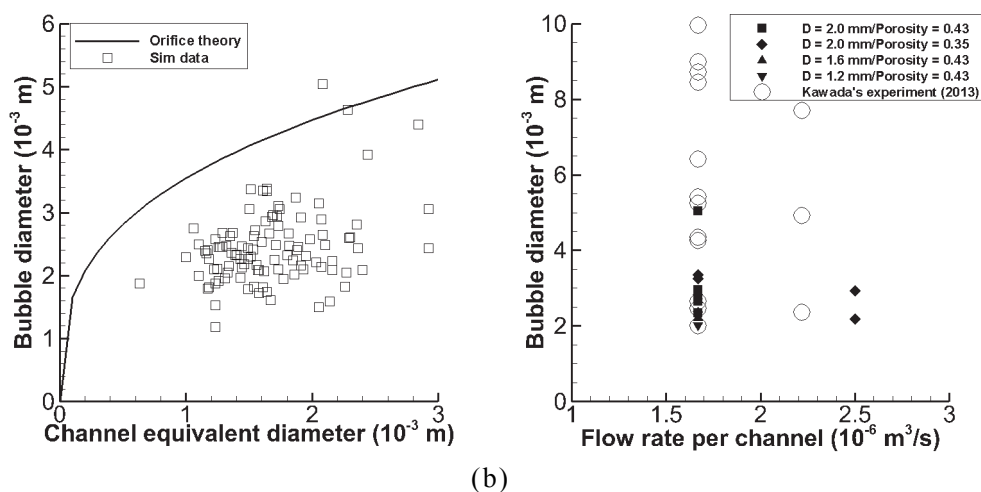 6
5
4
3
2
1
0
0
1
2
3
Bubble diameter (10⁻³ m)
Channel equivalent diameter (10⁻³ m)
Orifice theory
Sim data
10
8
6
4
2
0
1
1.5
2
2.5
3
Bubble diameter (10⁻³ m)
Flow rate per channel (10⁻⁶ m³/s)
D = 2.0 mm/Porosity = 0.43
D = 2.0 mm/Porosity = 0.35
D = 1.6 mm/Porosity = 0.43
D = 1.2 mm/Porosity = 0.43
Kawada's experiment (2013)
(b)